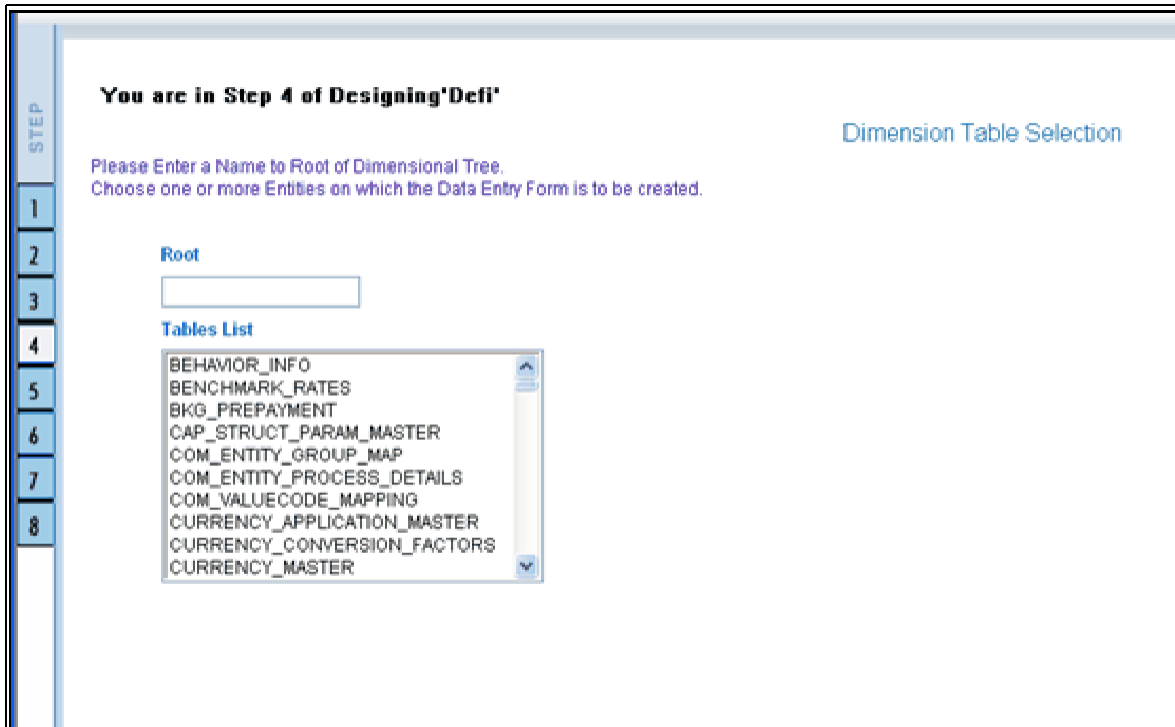 You are in Step 4 of Designing'Defi'
Dimension Table Selection
Please Enter a Name to Root of Dimensional Tree.
Choose one or more Entities on which the Data Entry Form is to be created.
STEP
1
2
3
4
5
6
7
8
Root
Tables List
BEHAVIOR_INFO
BENCHMARK_RATES
BKG_PREPAYMENT
CAP_STRUCT_PARAM_MASTER
COM_ENTITY_GROUP_MAP
COM_ENTITY_PROCESS_DETAILS
COM_VALUECODE_MAPPING
CURRENCY_APPLICATION_MASTER
CURRENCY_CONVERSION_FACTORS
CURRENCY_MASTER